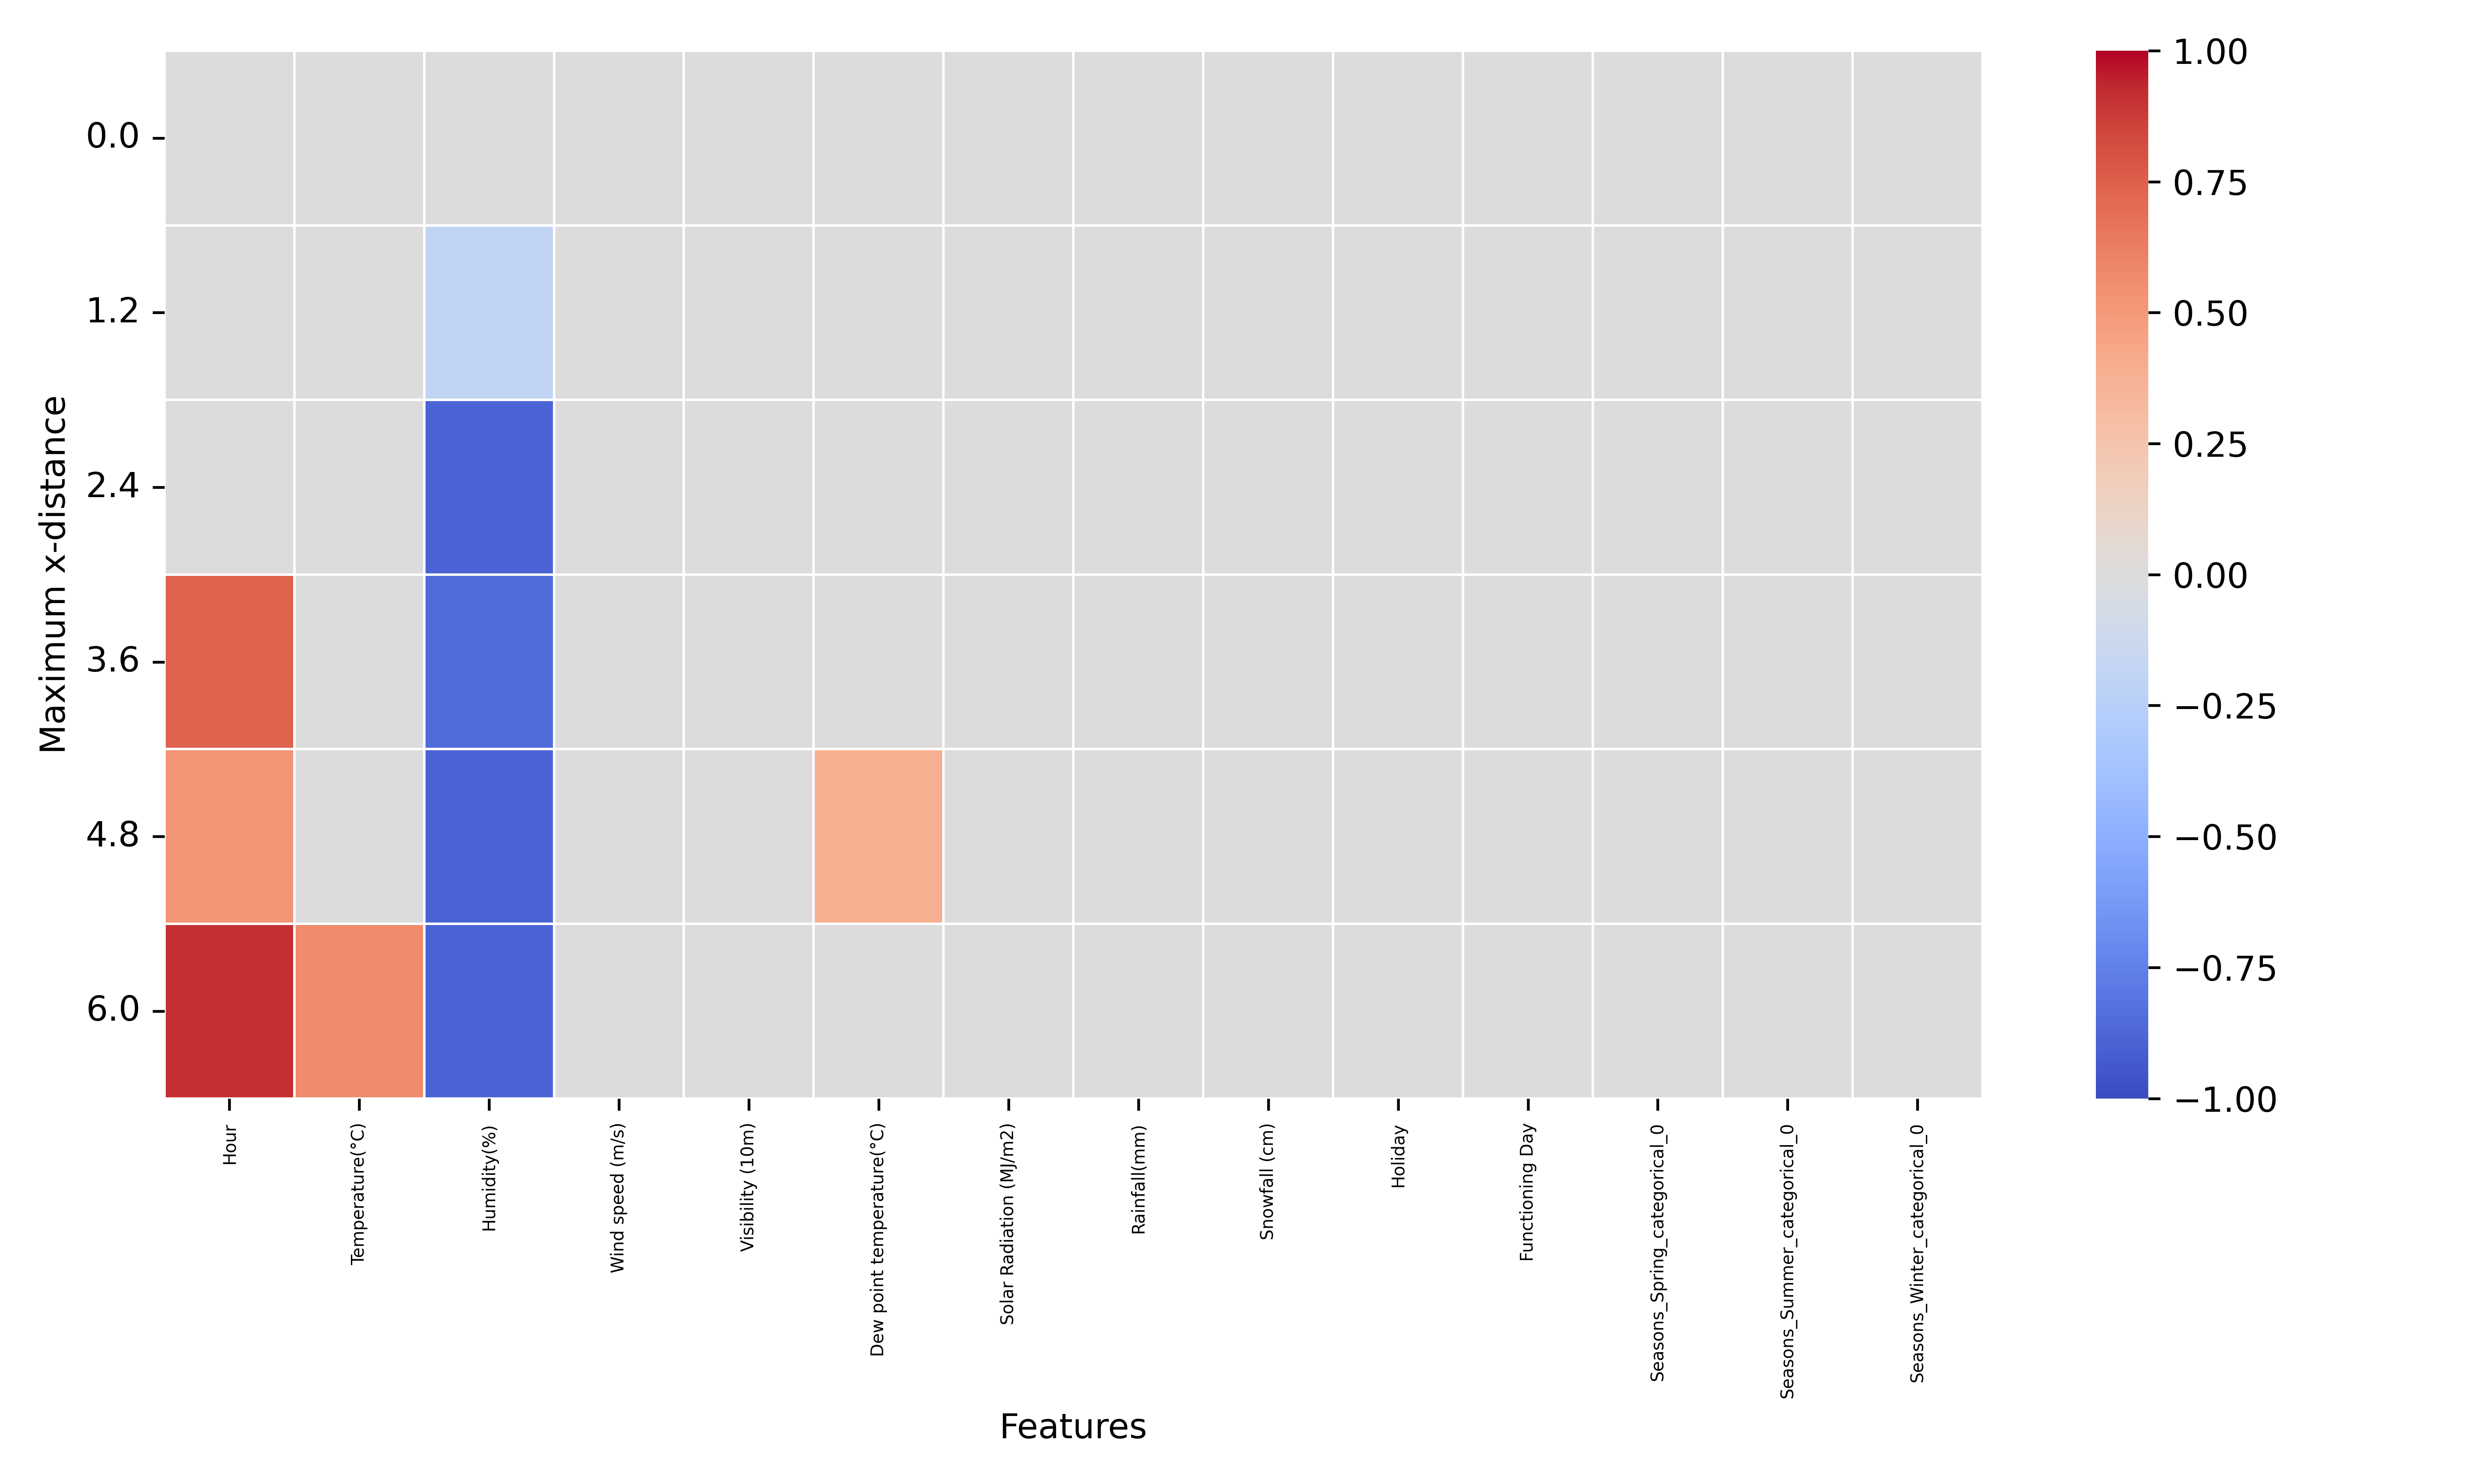 Maximum x-distance
0.0
1.2
2.4
3.6
4.8
6.0
Hour
Temperature(°C)
Humidity(%)
Wind speed (m/s)
Visibility (10m)
Dew point temperature(°C)
Solar Radiation (MJ/m2)
Rainfall(mm)
Snowfall (cm)
Holiday
Functioning Day
Seasons_Spring_categorical_0
Seasons_Summer_categorical_0
Seasons_Winter_categorical_0
Features
1.00
0.75
0.50
0.25
0.00
−0.25
−0.50
−0.75
−1.00